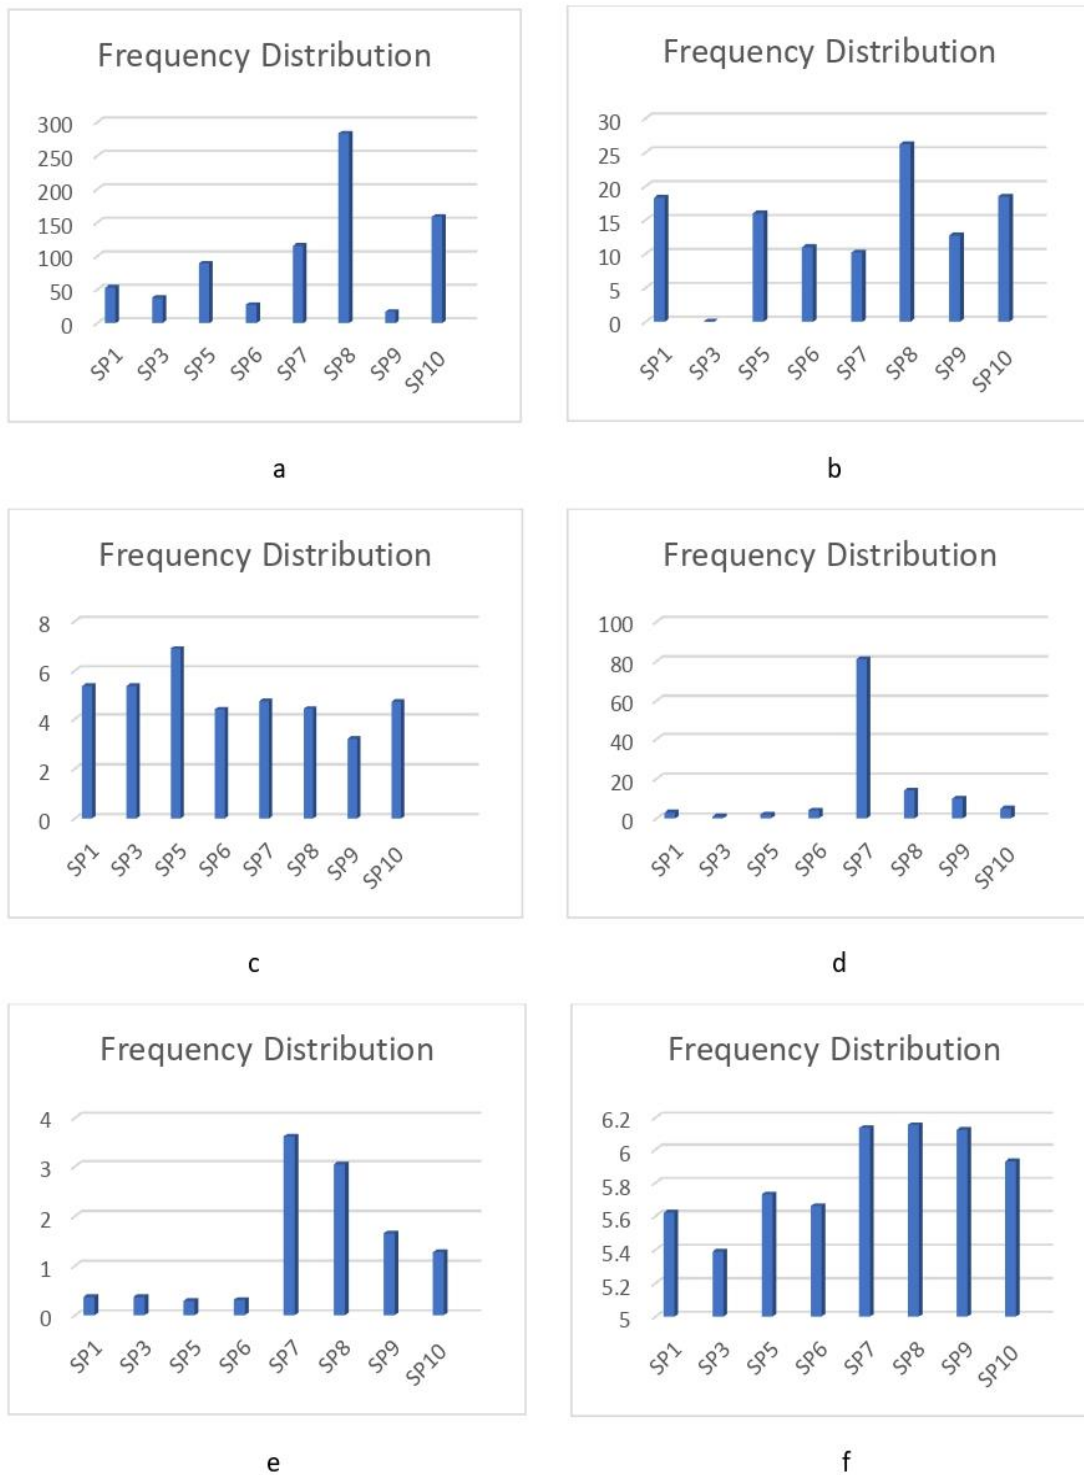 Frequency Distribution
300
250
200
150
100
50
0
SP1 SP3 SP5 SP6 SP7 SP8 SP9 SP10
a
Frequency Distribution
30
25
20
15
10
5
0
SP1 SP3 SP5 SP6 SP7 SP8 SP9 SP10
b
Frequency Distribution
8
6
4
2
0
SP1 SP3 SP5 SP6 SP7 SP8 SP9 SP10
c
Frequency Distribution
100
80
60
40
20
0
SP1 SP3 SP5 SP6 SP7 SP8 SP9 SP10
d
Frequency Distribution
4
3
2
1
0
SP1 SP3 SP5 SP6 SP7 SP8 SP9 SP10
e
Frequency Distribution
6.2
6
5.8
5.6
5.4
5.2
5
SP1 SP3 SP5 SP6 SP7 SP8 SP9 SP10
f